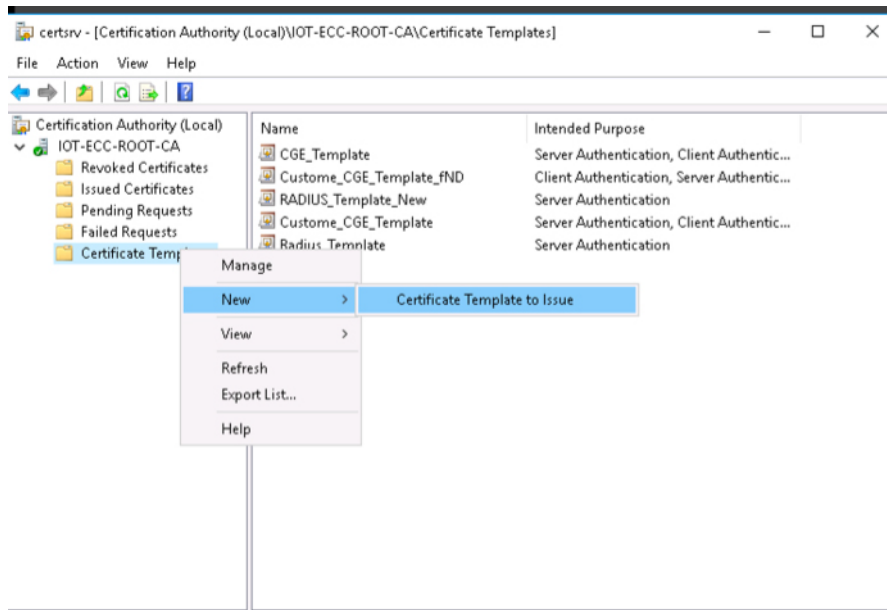 certsrv - [Certification Authority (Local)\IOT-ECC-ROOT-CA\Certificate Templates]
File Action View Help
Certification Authority (Local)
IOT-ECC-ROOT-CA
Revoked Certificates
Issued Certificates
Pending Requests
Failed Requests
Certificate
Name Intended Purpose
CGE_Template Server Authentication, Client Authentic...
Custome_CGE_Template_fND Client Authentication, Server Authentic...
RADIUS_Template_New Server Authentication
Custome_CGE_Template Server Authentication, Client Authentic...
Radius_Template Server Authentication
Manage
New > Certificate Template to Issue
View >
Refresh
Export List...
Help